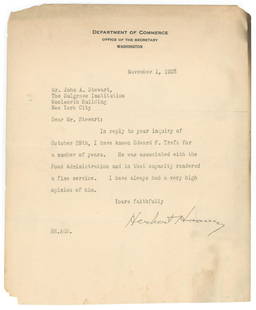 DEPARTMENT OF COMMERCE
OFFICE OF THE SECRETARY
WASHINGTON
November 1, 1923
Mr. John A. Stewart,
The Sulgrave Institution
Woolworth Building
New York City
Dear Mr. Stewart:
In reply to your inquiry of
October 29th, I have known Edward F. Trefz for
a number of years. He was associated with the
Food Administration and in that capacity rendered
a fine service. I have always had a very high
opinion of him.
Yours faithfully
Herbert Hoover